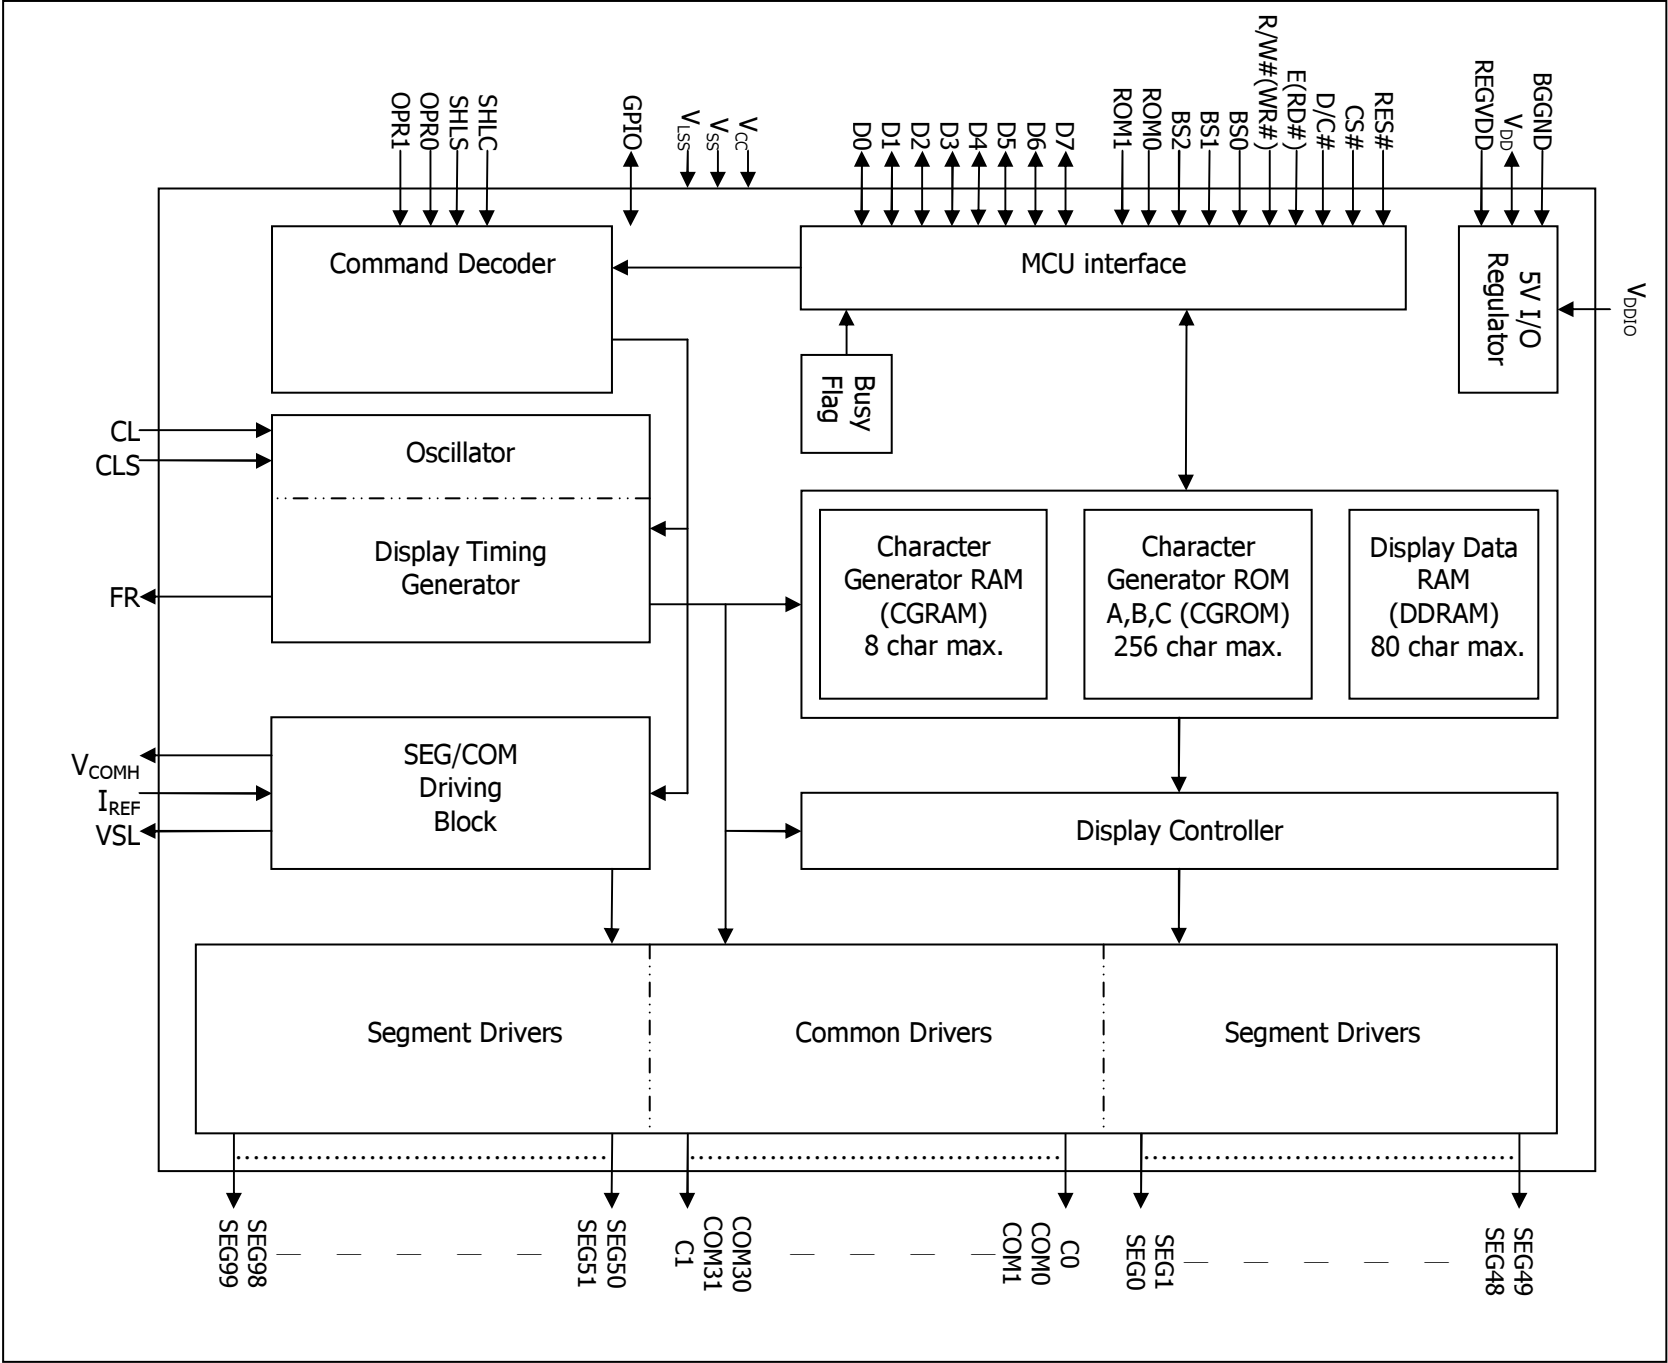 OPR1
OPR0
SHLS
SHLC
GPIO
VLSS
VSS
VCC
D0
D1
D2
D3
D4
D5
D6
D7
ROM1
ROM0
BS2
BS1
BS0
R/W#(WR#)
E(RD#)
D/C#
CS#
RES#
REGVDD
VDD
BGGND
Command Decoder
MCU interface
5V I/O
Regulator
VDDIO
Busy
Flag
CL
CLS
Oscillator
Display Timing
Generator
FR
Character
Generator RAM
(CGRAM)
8 char max.
Character
Generator ROM
A,B,C (CGROM)
256 char max.
Display Data
RAM
(DDRAM)
80 char max.
VCOMH
IREF
VSL
SEG/COM
Driving
Block
Display Controller
Segment Drivers
Common Drivers
Segment Drivers
SEG99
SEG98
SEG51
SEG50
C1
COM31
COM30
COM1
COM0
C0
SEG0
SEG1
SEG48
SEG49